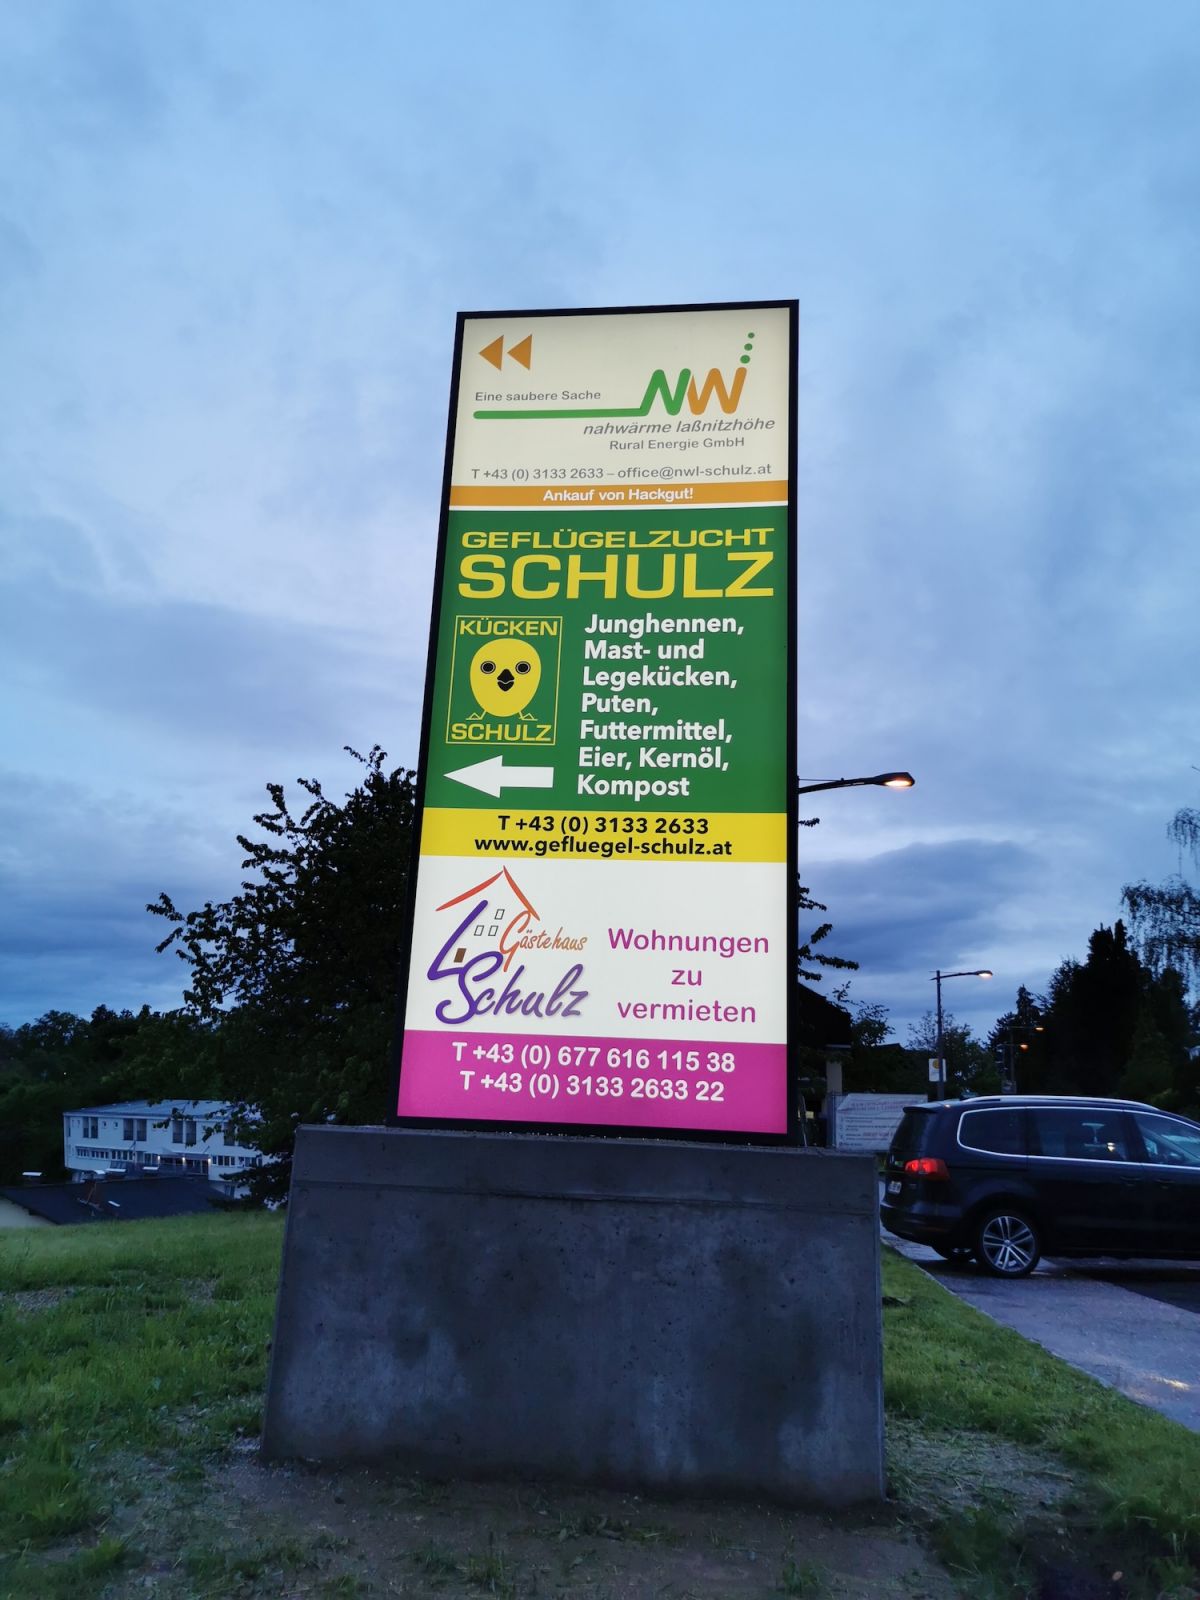 Eine saubere Sache
NW
nahwärme laßnitzhöhe
Rural Energie GmbH
T +43 (0) 3133 2633 – office@nwl-schulz.at
Ankauf von Hackgut!
GEFLÜGELZUCHT
SCHULZ
KÜCKEN
SCHULZ
Junghennen,
Mast- und
Legekücken,
Puten,
Futtermittel,
Eier, Kernöl,
Kompost
T +43 (0) 3133 2633
www.gefluegel-schulz.at
Gästehaus
Schulz
Wohnungen
zu
vermieten
T +43 (0) 677 616 115 38
T +43 (0) 3133 2633 22